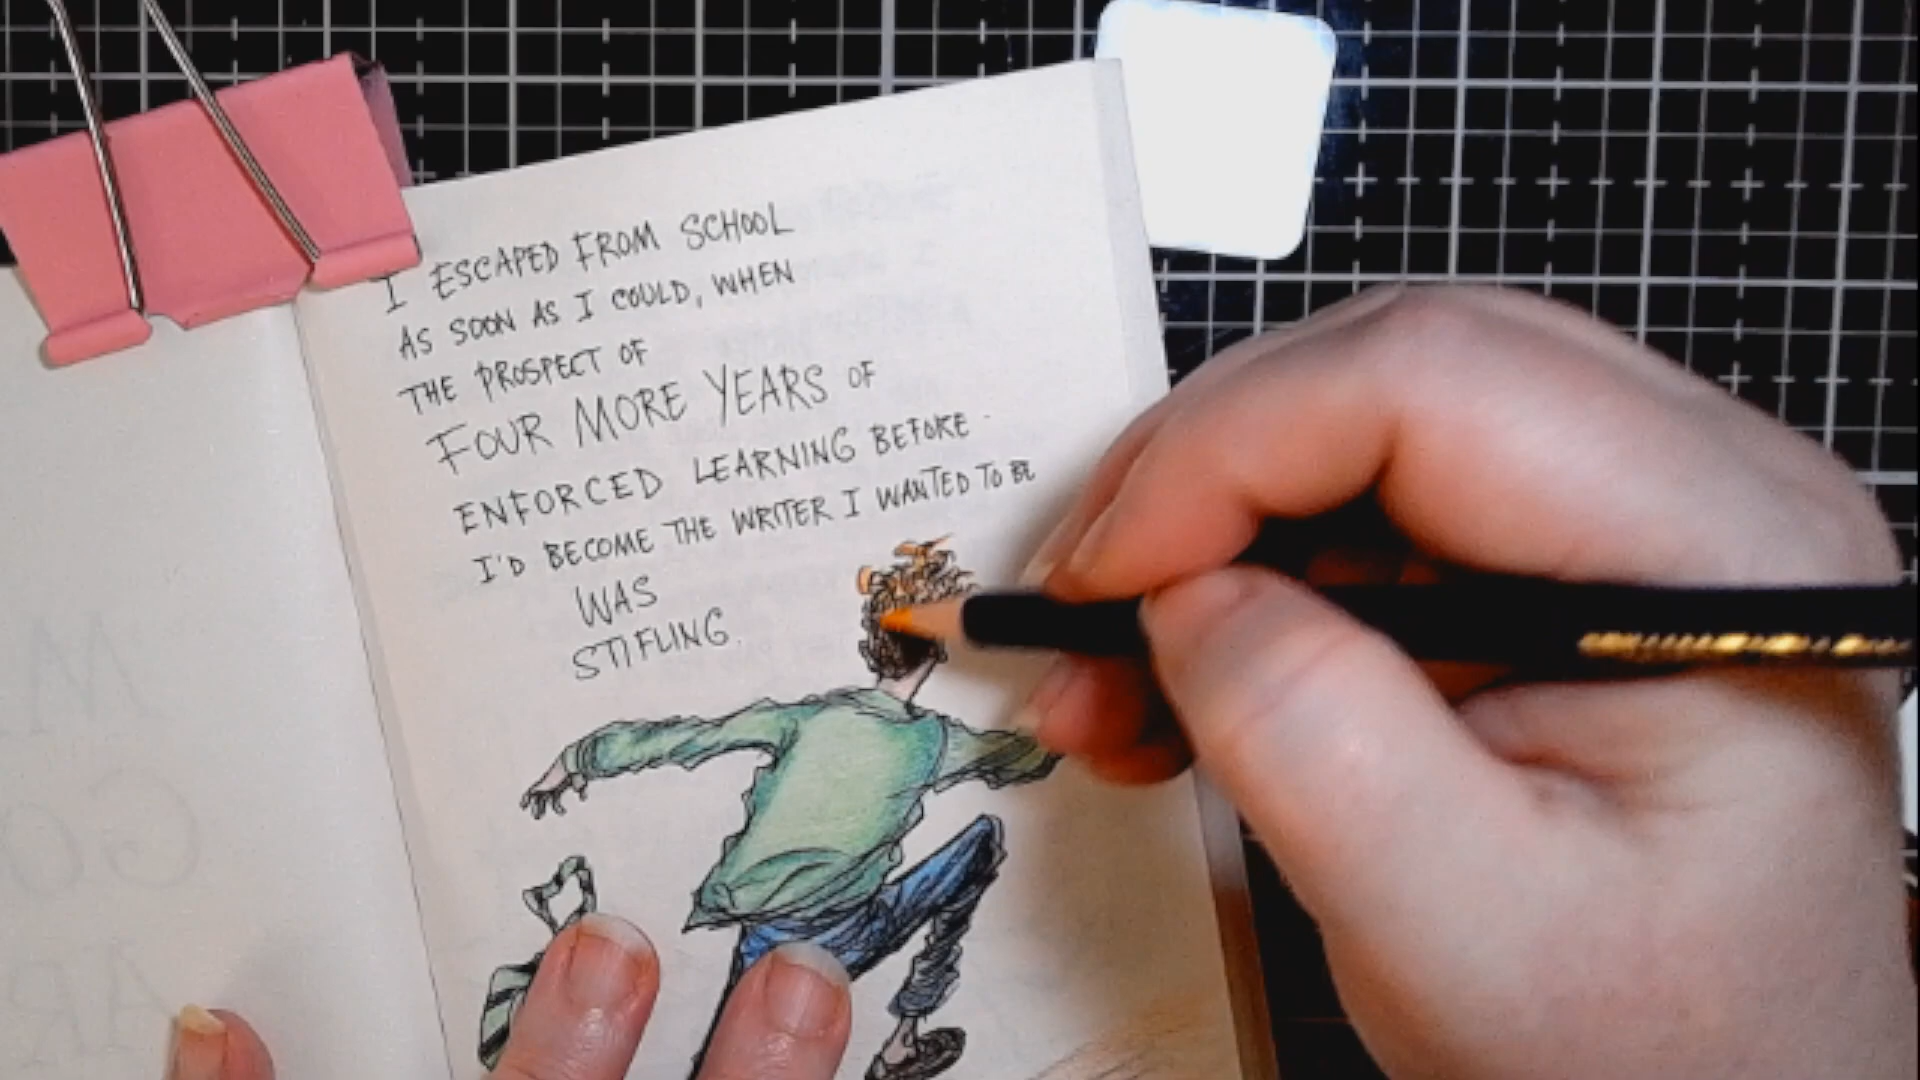 I ESCAPED FROM SCHOOL
AS SOON AS I COULD, WHEN
THE PROSPECT OF
FOUR MORE YEARS OF
ENFORCED LEARNING BEFORE
I'D BECOME THE WRITER I WANTED TO BE
WAS
STIFLING.